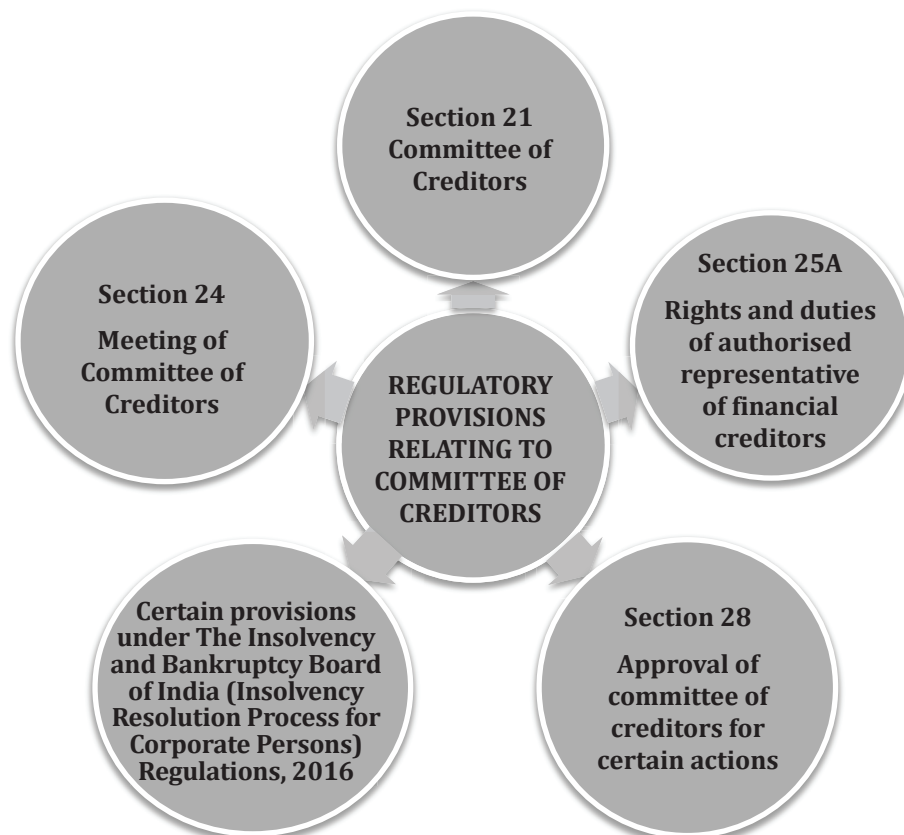 Section 21
Committee of
Creditors
Section 24
Meeting of
Committee of
Creditors
Section 25A
Rights and duties
of authorised
representative
of financial
creditors
REGULATORY
PROVISIONS
RELATING TO
COMMITTEE OF
CREDITORS
Certain provisions
under The Insolvency
and Bankruptcy Board
of India (Insolvency
Resolution Process for
Corporate Persons)
Regulations, 2016
Section 28
Approval of
committee of
creditors for
certain actions